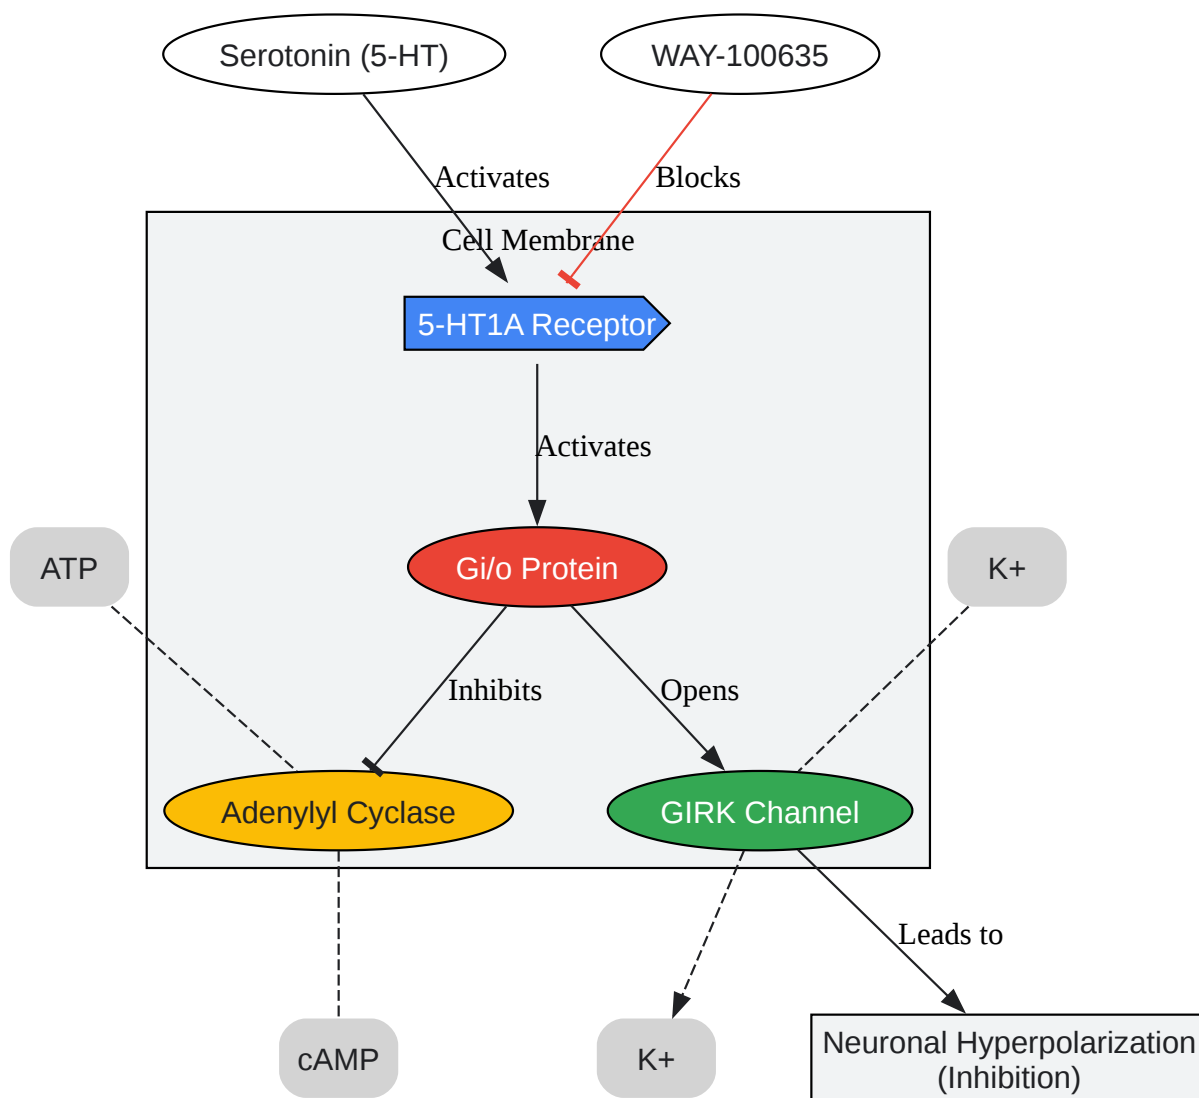 Serotonin (5-HT)
WAY-100635
Activates
Blocks
Cell Membrane
5-HT1A Receptor
Activates
ATP
Gi/o Protein
K+
Inhibits
Opens
Adenylyl Cyclase
GIRK Channel
Leads to
cAMP
K+
Neuronal Hyperpolarization
(Inhibition)